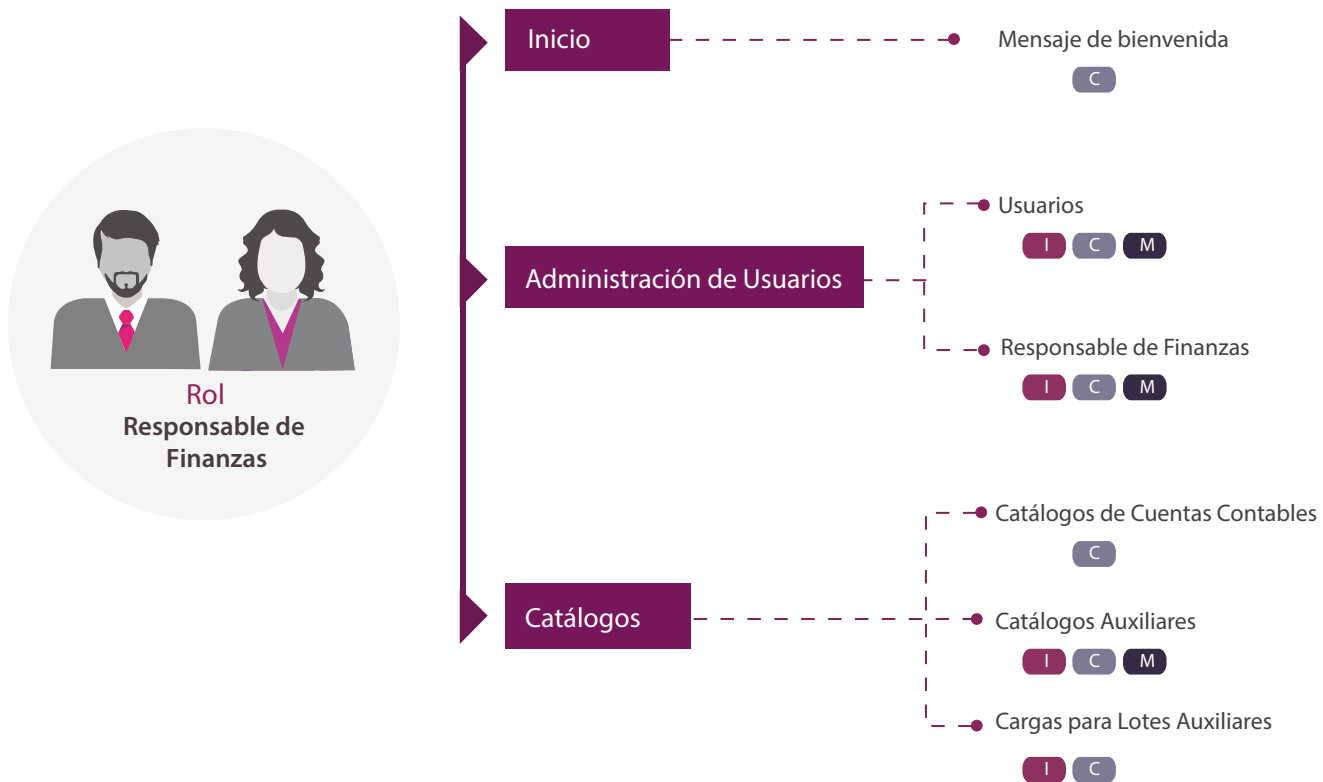 Rol
Responsable de
Finanzas
Inicio
Mensaje de bienvenida
C
Administración de Usuarios
Usuarios
I C M
Responsable de Finanzas
I C M
Catálogos
Catálogos de Cuentas Contables
C
Catálogos Auxiliares
I C M
Cargas para Lotes Auxiliares
I C